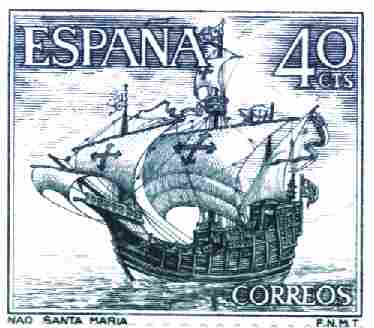 ESPAÑA 40
CTS
CORREOS
NAO SANTA MARIA F.N.M.T.